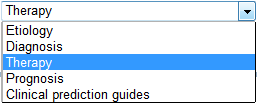 Therapy
Etiology
Diagnosis
Therapy
Prognosis
Clinical prediction guides